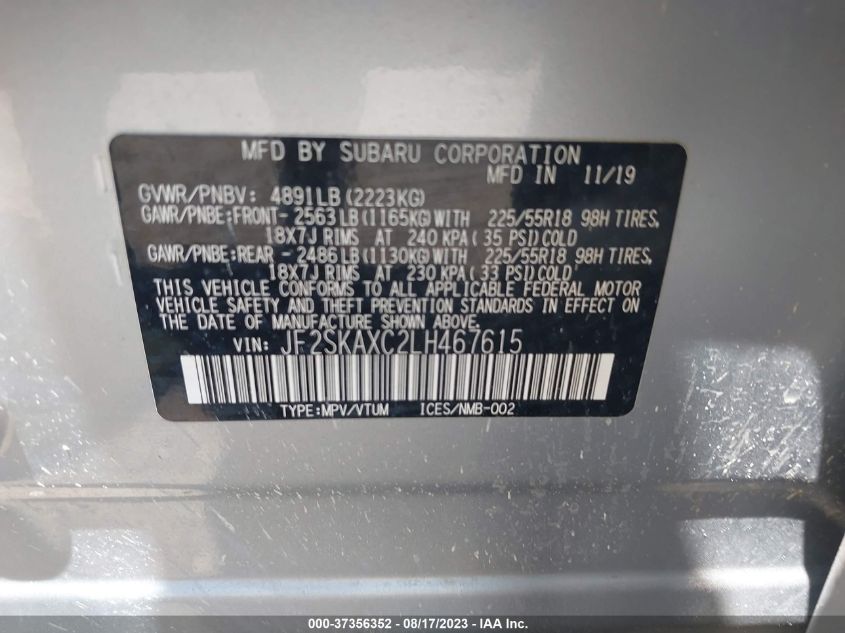 MFD BY SUBARU CORPORATION
MFD IN 11/19
GVWR/PNBV: 4891LB (2223KG)
GAWR/PNBE:FRONT- 2563LB(1165KG)WITH 225/55R18 98H TIRES,
18X7J RIMS AT 240 KPA( 35 PSI)COLD
GAWR/PNBE:REAR -2486LB(1130KG)WITH 225/55R18 98H TIRES,
18X7J RIMS AT 230 KPA( 33 PSI)COLD
THIS VEHICLE CONFORMS TO ALL APPLICABLE FEDERAL MOTOR
VEHICLE SAFETY AND THEFT PREVENTION STANDARDS IN EFFECT ON
THE DATE OF MANUFACTURE SHOWN ABOVE.
VIN: JF2SKAXC2LH467615
TYPE:MPV/VTUM ICES/NMB-002
000-37356352 / 08/17/2023 - IAA Inc.